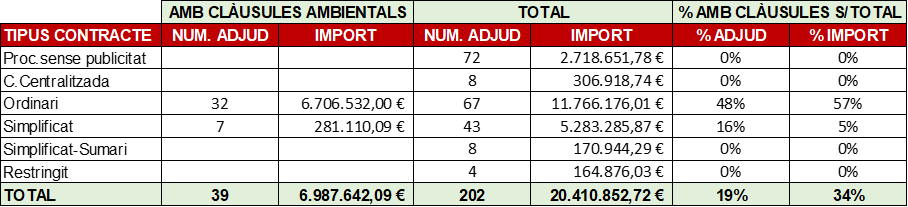 AMB CLÀUSULES AMBIENTALS TOTAL % AMB CLÀUSULES S/TOTAL
TIPUS CONTRACTE NUM. ADJUD IMPORT NUM. ADJUD IMPORT % ADJUD % IMPORT
Proc.sense publicitat 72 2.718.651,78 € 0% 0%
C.Centralitzada 8 306.918,74 € 0% 0%
Ordinari 32 6.706.532,00 € 67 11.766.176,01 € 48% 57%
Simplificat 7 281.110,09 € 43 5.283.285,87 € 16% 5%
Simplificat-Sumari 8 170.944,29 € 0% 0%
Restringit 4 164.876,03 € 0% 0%
TOTAL 39 6.987.642,09 € 202 20.410.852,72 € 19% 34%